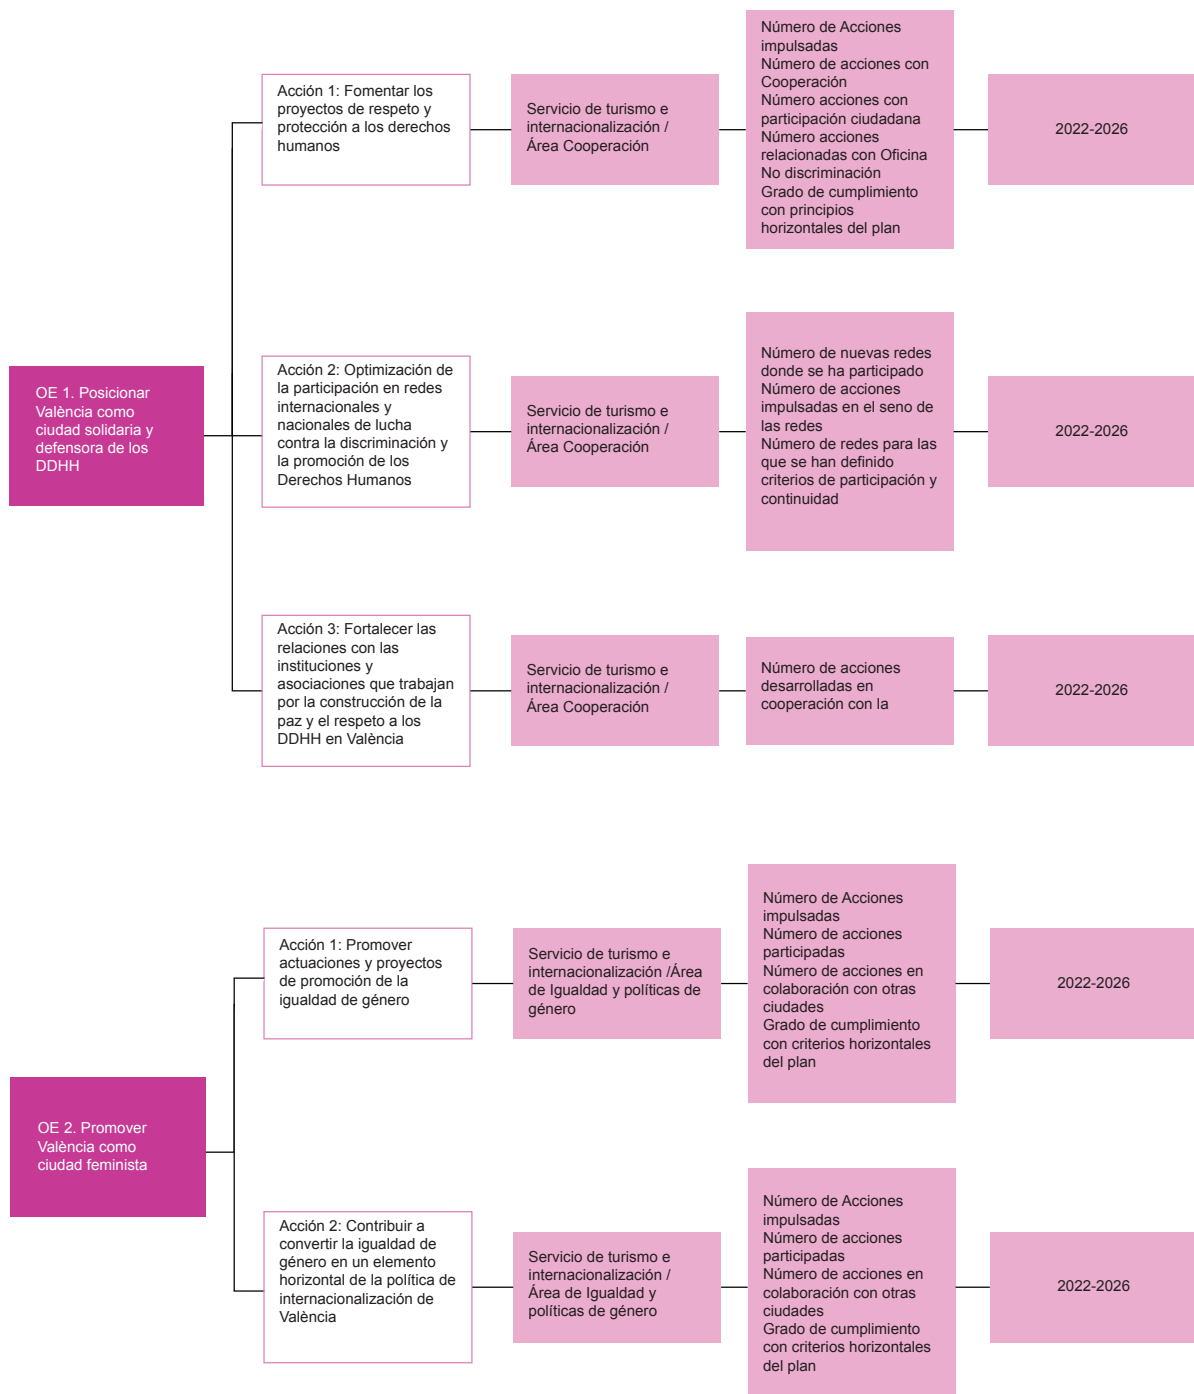 OE 1. Posicionar
València como
ciudad solidaria y
defensora de los
DDHH
Acción 1: Fomentar los
proyectos de respeto y
protección a los derechos
humanos
Servicio de turismo e
internacionalización /
Área Cooperación
Número de Acciones
impulsadas
Número de acciones con
Cooperación
Número acciones con
participación ciudadana
Número acciones
relacionadas con Oficina
No discriminación
Grado de cumplimiento
con principios
horizontales del plan
2022-2026
Acción 2: Optimización de
la participación en redes
internacionales y
nacionales de lucha
contra la discriminación y
la promoción de los
Derechos Humanos
Servicio de turismo e
internacionalización /
Área Cooperación
Número de nuevas redes
donde se ha participado
Número de acciones
impulsadas en el seno de
las redes
Número de redes para las
que se han definido
criterios de participación y
continuidad
2022-2026
Acción 3: Fortalecer las
relaciones con las
instituciones y
asociaciones que trabajan
por la construcción de la
paz y el respeto a los
DDHH en València
Servicio de turismo e
internacionalización /
Área Cooperación
Número de acciones
desarrolladas en
cooperación con la
2022-2026
OE 2. Promover
València como
ciudad feminista
Acción 1: Promover
actuaciones y proyectos
de promoción de la
igualdad de género
Servicio de turismo e
internacionalización /Área
de Igualdad y políticas de
género
Número de Acciones
impulsadas
Número de acciones
participadas
Número de acciones en
colaboración con otras
ciudades
Grado de cumplimiento
con criterios horizontales
del plan
2022-2026
Acción 2: Contribuir a
convertir la igualdad de
género en un elemento
horizontal de la política de
internacionalización de
València
Servicio de turismo e
internacionalización /
Área de Igualdad y
políticas de género
Número de Acciones
impulsadas
Número de acciones
participadas
Número de acciones en
colaboración con otras
ciudades
Grado de cumplimiento
con criterios horizontales
del plan
2022-2026